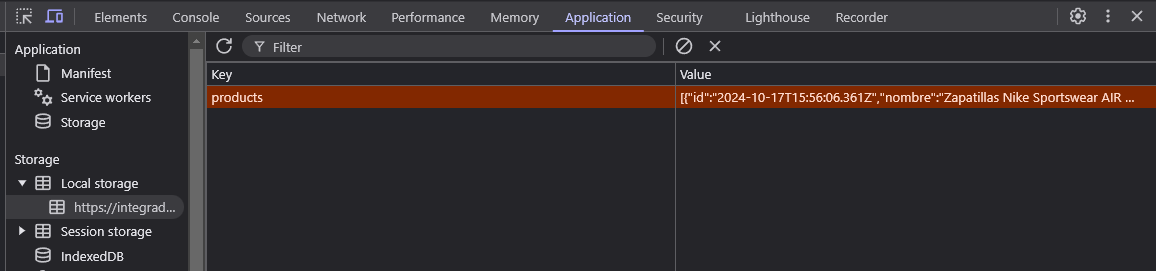 Elements Console Sources Network Performance Memory Application Security Lighthouse Recorder
Application
Manifest
Service workers
Storage
Storage
Local storage
https://integrad...
Session storage
IndexedDB
Filter
Key Value
products [{"id":"2024-10-17T15:56:06.361Z","nombre":"Zapatillas Nike Sportswear AIR ...